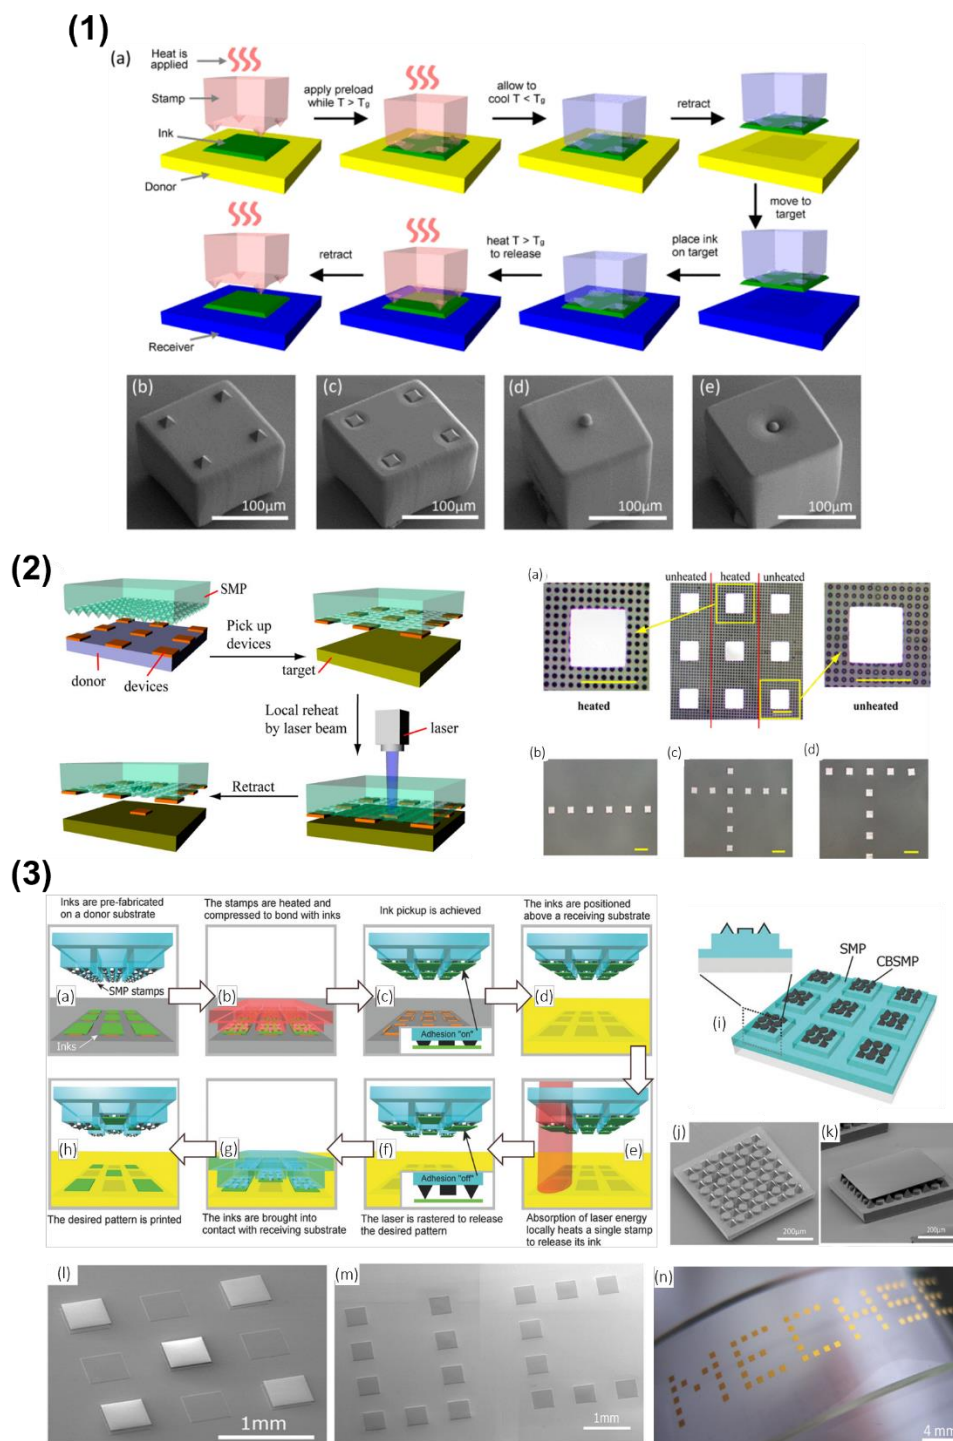 (1)
(a)
Heat is
applied
Stamp
Ink
Donor
apply preload
while T > Tg
allow to
cool T < Tg
retract
move to
target
place ink
on target
heat T > Tg
to release
retract
Receiver
(b)
100μm
(c)
100μm
(d)
100μm
(e)
100μm
(2)
SMP
Pick up
devices
donor
devices
target
Local reheat
by laser beam
laser
Retract
(a)
unheated
heated
unheated
heated
unheated
(b)
(c)
(d)
(3)
Inks are pre-fabricated
on a donor substrate
The stamps are heated and
compressed to bond with inks
Ink pickup is achieved
The inks are positioned
above a receiving substrate
SMP stamps
(a)
Inks
(b)
(c)
Adhesion "on"
(d)
(h)
(g)
(f)
Adhesion "off"
(e)
The desired pattern is printed
The inks are brought into
contact with receiving substrate
The laser is rastered to release
the desired pattern
Absorption of laser energy
locally heats a single stamp
to release its ink
SMP
CBSMP
(i)
(j)
200μm
(k)
200μm
(l)
1mm
(m)
1mm
(n)
MECHSE
4 mm